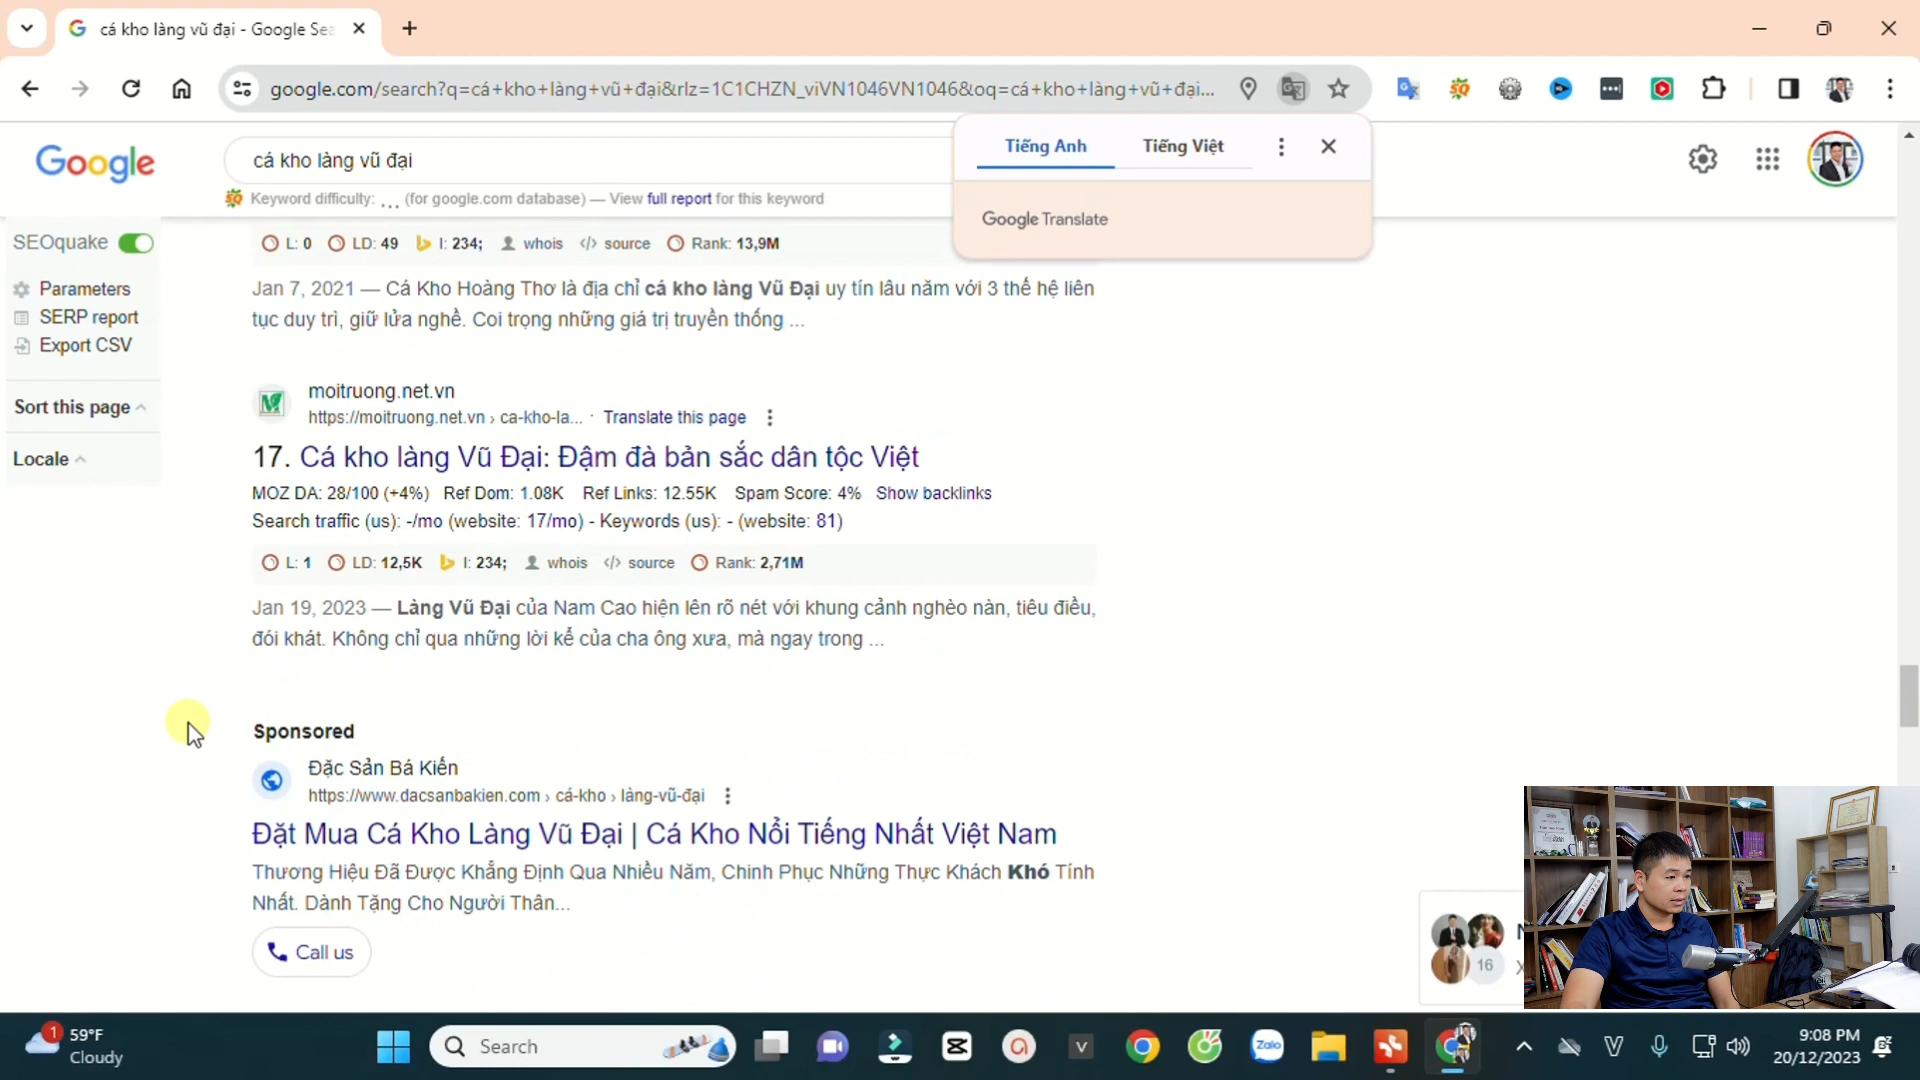 cá kho làng vũ đại - Google Sea
google.com/search?q=cá+kho+làng+vũ+đại&rlz=1C1CHZN_viVN1046VN1046&oq=cá+kho+làng+vũ+đại...
Google
cá kho làng vũ đại
Tiếng Anh
Tiếng Việt
Google Translate
Keyword difficulty: ... (for google.com database) — View full report for this keyword
SEOquake
Parameters
SERP report
Export CSV
Sort this page
Locale
L: 0 LD: 49 I: 234; whois source Rank: 13,9M
Jan 7, 2021 — Cá Kho Hoàng Thơ là địa chỉ cá kho làng Vũ Đại uy tín lâu năm với 3 thế hệ liên
tục duy trì, giữ lửa nghề. Coi trọng những giá trị truyền thống ...
moitruong.net.vn
https://moitruong.net.vn › ca-kho-la... · Translate this page
17. Cá kho làng Vũ Đại: Đậm đà bản sắc dân tộc Việt
MOZ DA: 28/100 (+4%) Ref Dom: 1.08K Ref Links: 12.55K Spam Score: 4% Show backlinks
Search traffic (us): -/mo (website: 17/mo) - Keywords (us): - (website: 81)
L: 1 LD: 12,5K I: 234; whois source Rank: 2,71M
Jan 19, 2023 — Làng Vũ Đại của Nam Cao hiện lên rõ nét với khung cảnh nghèo nàn, tiêu điều,
đói khát. Không chỉ qua những lời kể của cha ông xưa, mà ngay trong ...
Sponsored
Đặc Sản Bá Kiến
https://www.dacsanbakien.com › cá-kho › làng-vũ-đại
Đặt Mua Cá Kho Làng Vũ Đại | Cá Kho Nổi Tiếng Nhất Việt Nam
Thương Hiệu Đã Được Khẳng Định Qua Nhiều Năm, Chinh Phục Những Thực Khách Khó Tính
Nhất. Dành Tặng Cho Người Thân...
Call us
16
1
59°F
Cloudy
Search
Zalo
9:08 PM
20/12/2023